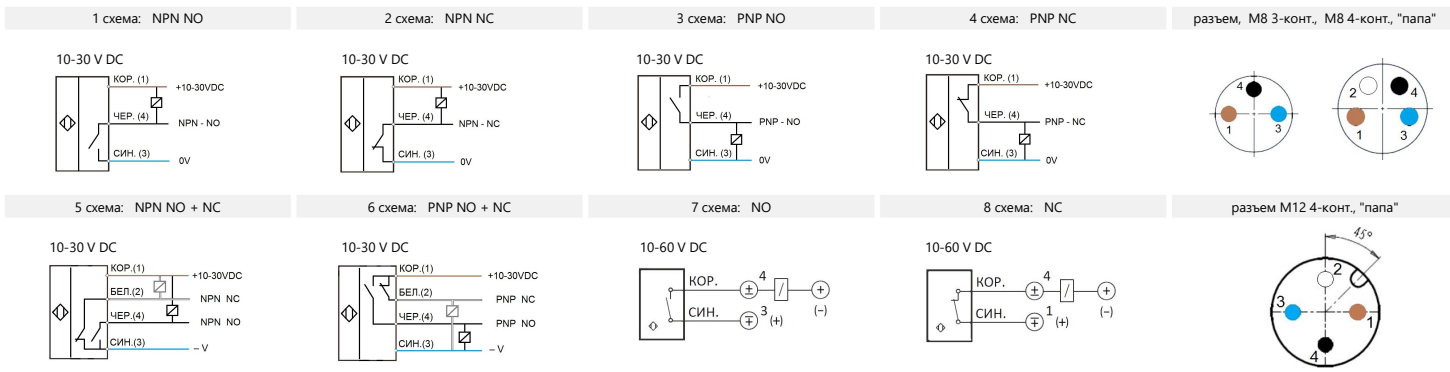 1 схема: NPN NO
2 схема: NPN NC
3 схема: PNP NO
4 схема: PNP NC
разъем, М8 3-конт., М8 4-конт., "папа"
10-30 V DC
КОР. (1)
+10-30VDC
ЧЕР. (4)
NPN - NO
СИН. (3)
0V
10-30 V DC
КОР. (1)
+10-30VDC
ЧЕР. (4)
NPN - NC
СИН. (3)
0V
10-30 V DC
КОР. (1)
+10-30VDC
ЧЕР. (4)
PNP - NO
СИН. (3)
0V
10-30 V DC
КОР. (1)
+10-30VDC
ЧЕР. (4)
PNP - NC
СИН. (3)
0V
4
1
3
2
4
1
3
5 схема: NPN NO + NC
6 схема: PNP NO + NC
7 схема: NO
8 схема: NC
разъем М12 4-конт., "папа"
10-30 V DC
КОР.(1)
+10-30VDC
БЕЛ.(2)
NPN NC
ЧЕР.(4)
NPN NO
СИН.(3)
– V
10-30 V DC
КОР.(1)
+10-30VDC
БЕЛ.(2)
PNP NC
ЧЕР.(4)
PNP NO
СИН.(3)
– V
10-60 V DC
КОР.
4
±
+
(–)
СИН.
∓
3
(+)
10-60 V DC
КОР.
4
±
+
(–)
СИН.
∓
1
(+)
45°
2
3
1
4